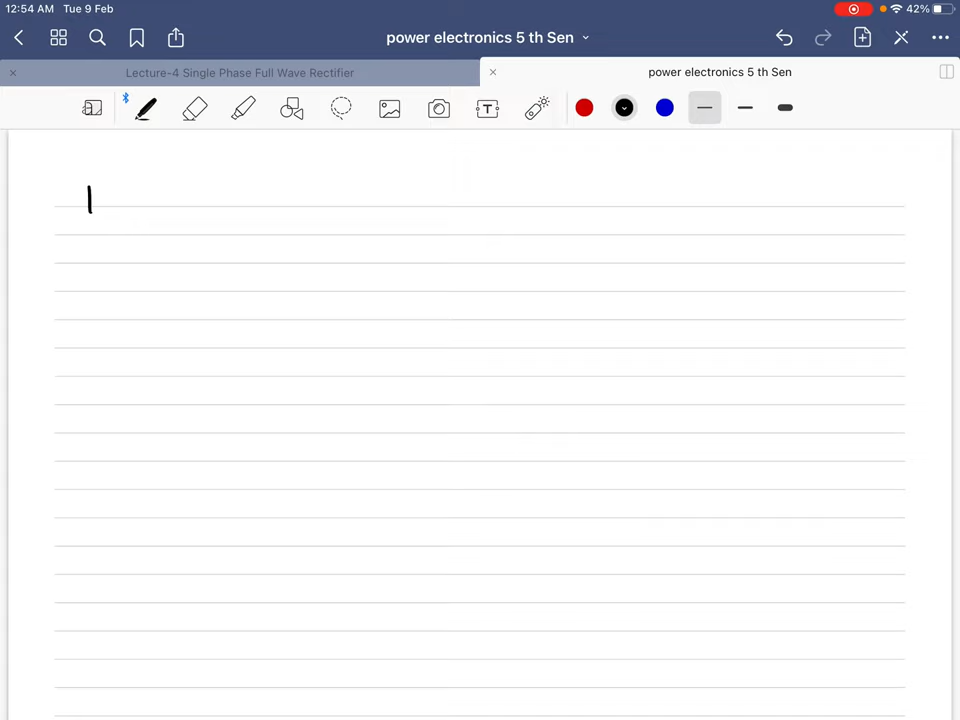 12:54 AM Tue 9 Feb 42%
power electronics 5 th Sen
Lecture-4 Single Phase Full Wave Rectifier
power electronics 5 th Sen
T